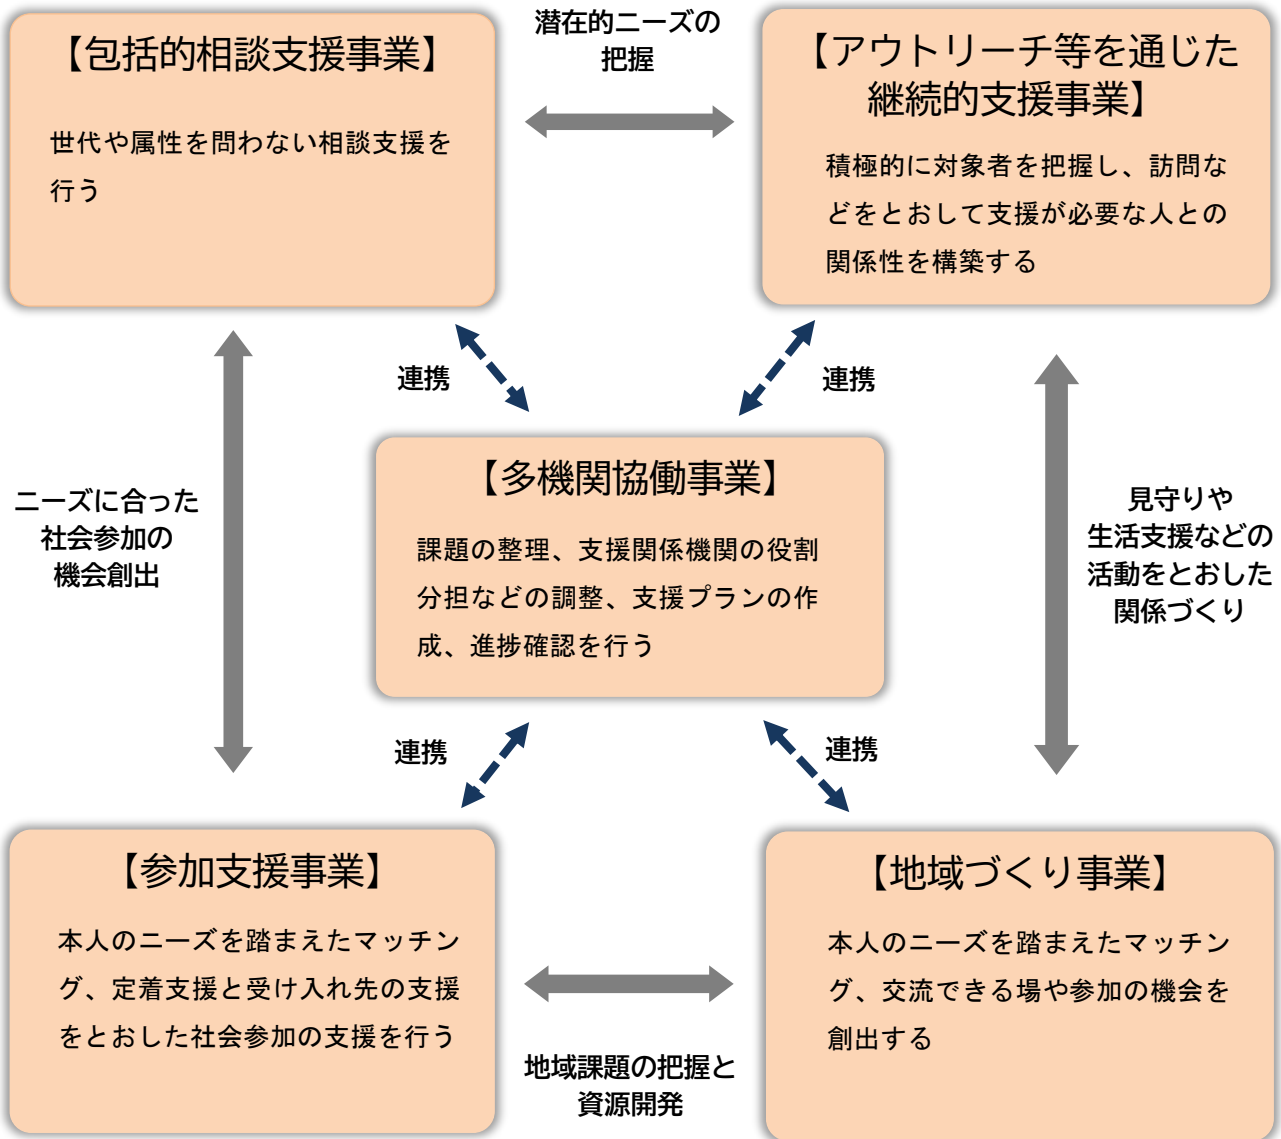 【包括的相談支援事業】
世代や属性を問わない相談支援を
行う
潜在的ニーズの
把握
【アウトリーチ等を通じた
継続的支援事業】
積極的に対象者を把握し、訪問な
どをとおして支援が必要な人との
関係性を構築する
連携
連携
ニーズに合った
社会参加の
機会創出
【多機関協働事業】
課題の整理、支援関係機関の役割
分担などの調整、支援プランの作
成、進捗確認を行う
見守りや
生活支援などの
活動をとおした
関係づくり
連携
連携
【参加支援事業】
本人のニーズを踏まえたマッチン
グ、定着支援と受け入れ先の支援
をとおした社会参加の支援を行う
地域課題の把握と
資源開発
【地域づくり事業】
本人のニーズを踏まえたマッチン
グ、交流できる場や参加の機会を
創出する